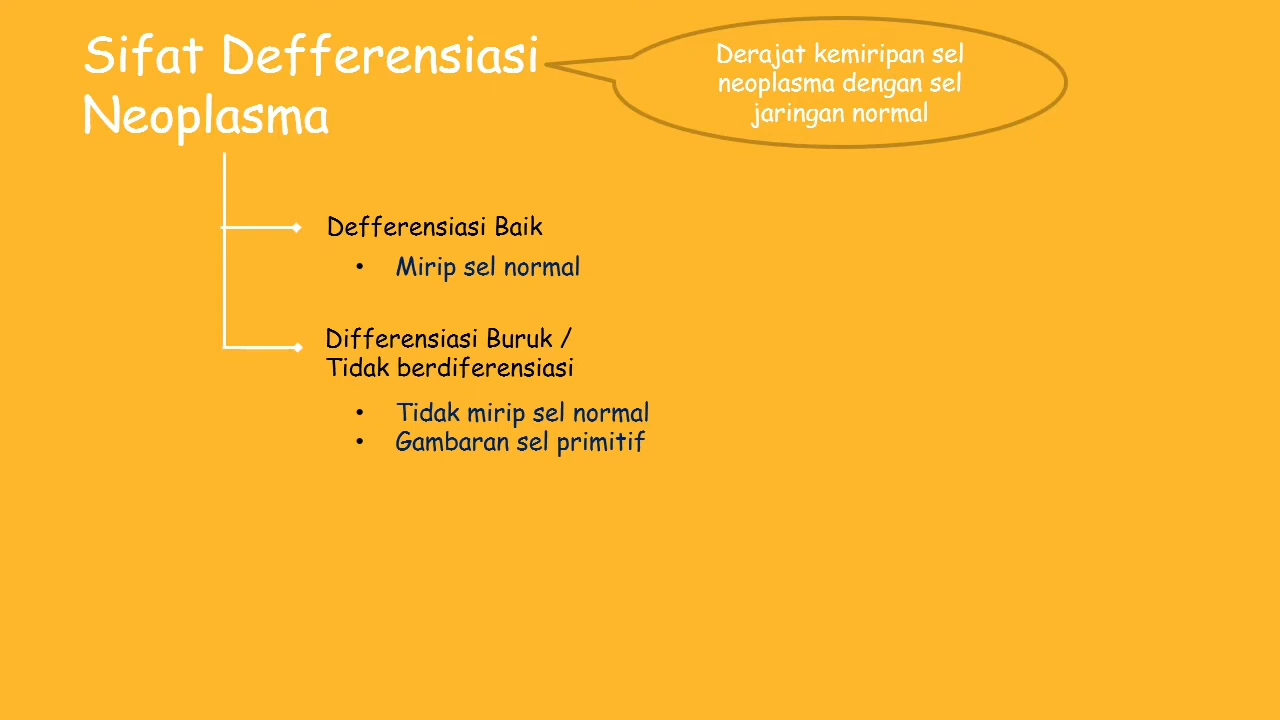 Sifat Defferensiasi
Neoplasma
Derajat kemiripan sel
neoplasma dengan sel
jaringan normal
Defferensiasi Baik
• Mirip sel normal
Differensiasi Buruk /
Tidak berdiferensiasi
• Tidak mirip sel normal
• Gambaran sel primitif